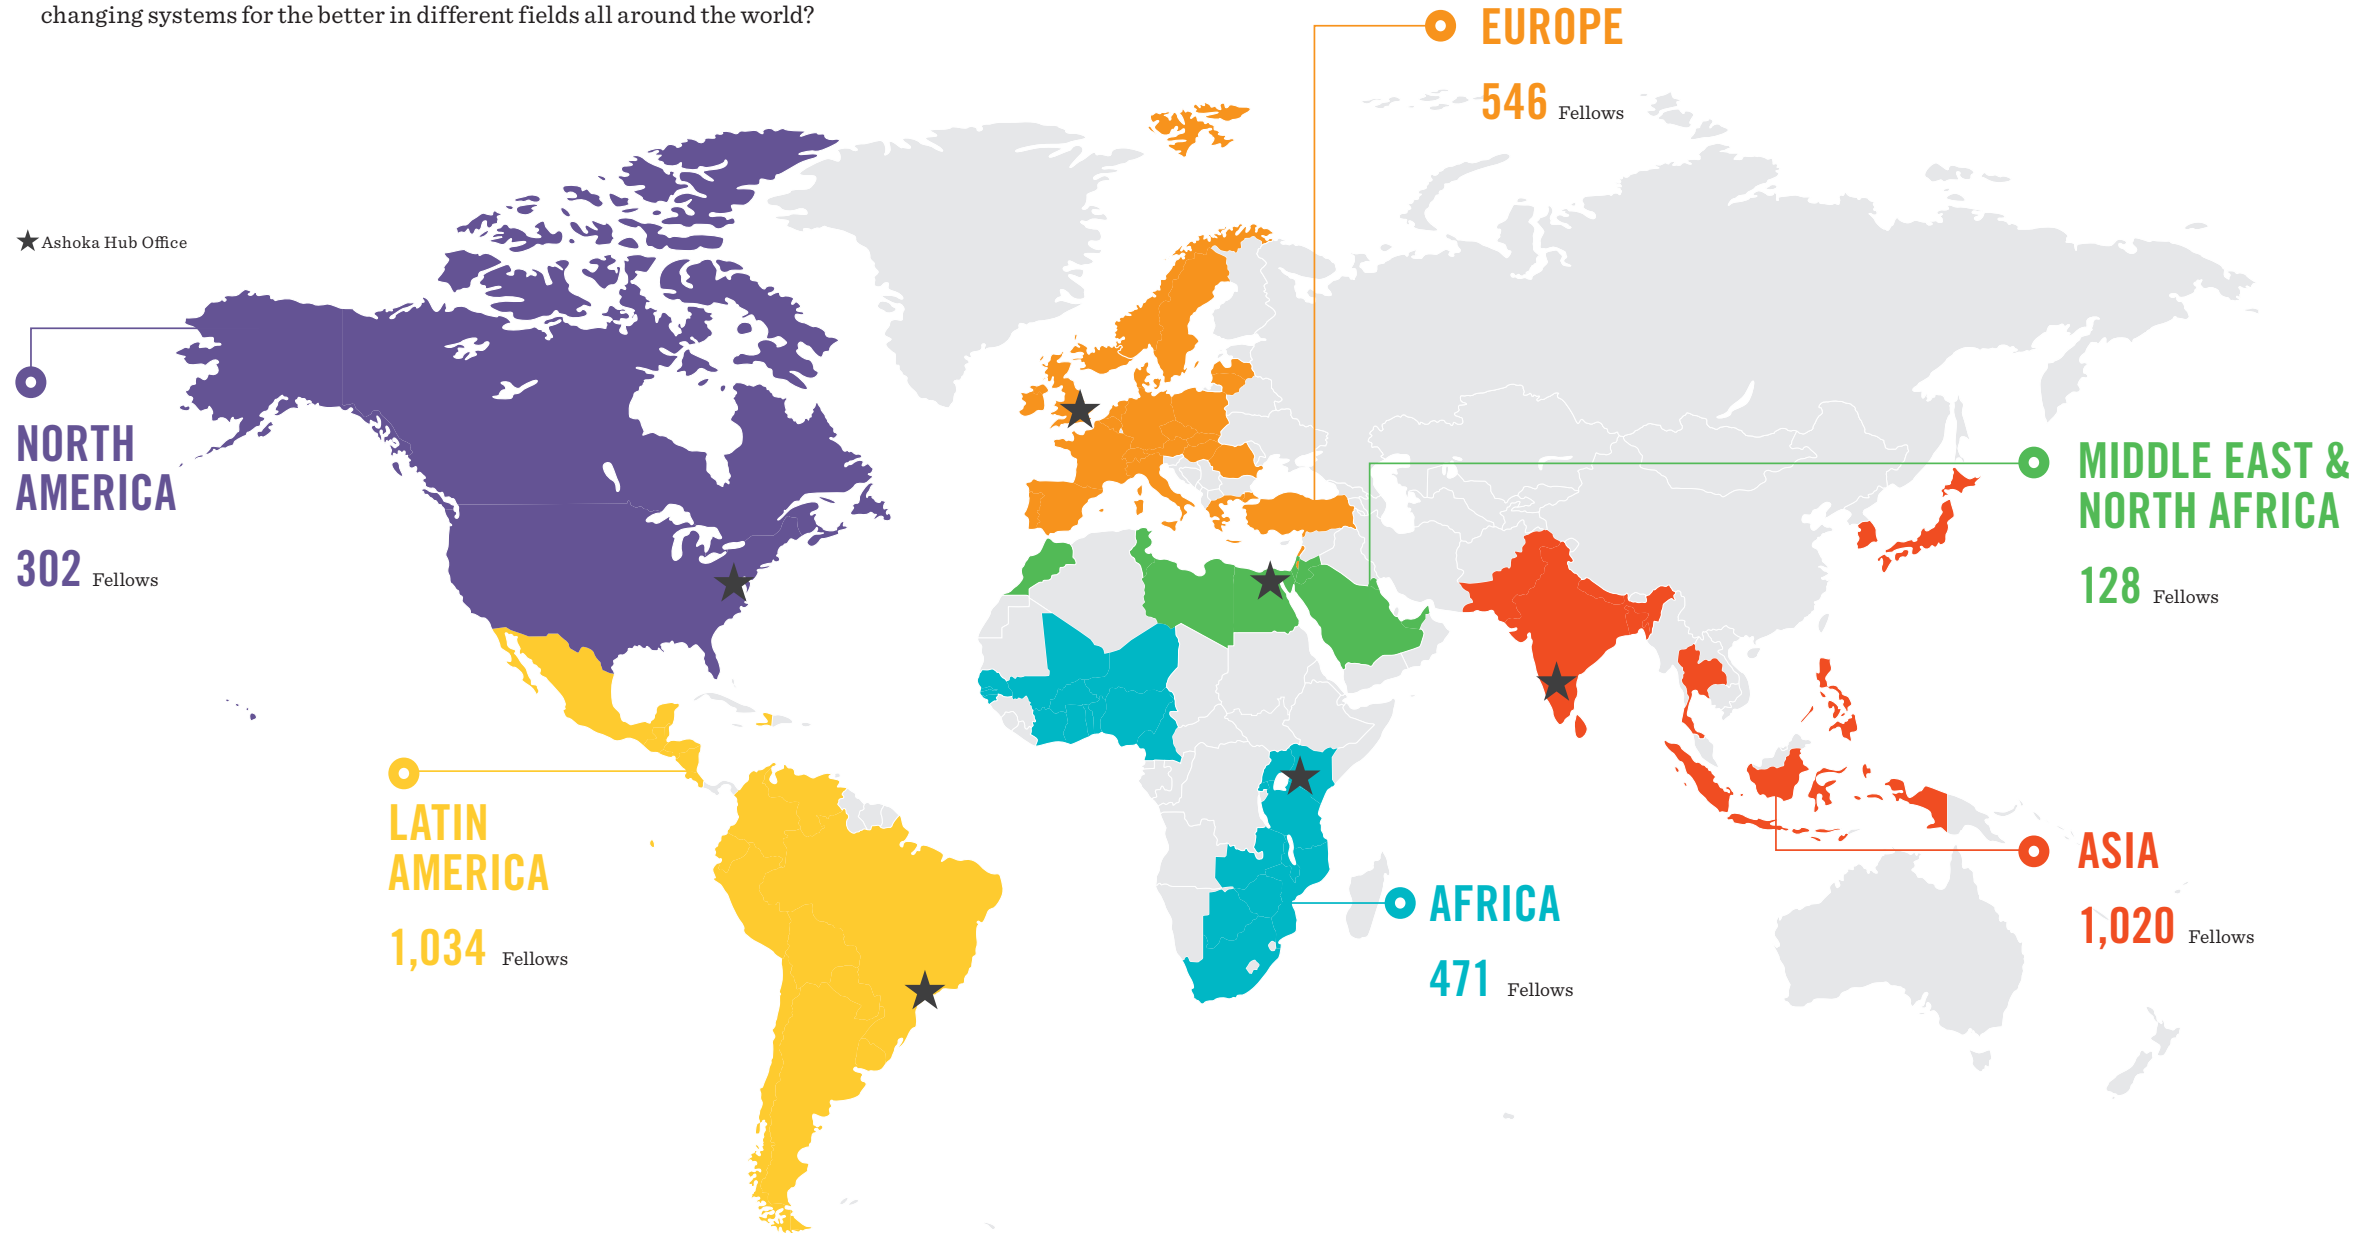 changing systems for the better in different fields all around the world?
EUROPE
546 Fellows
Ashoka Hub Office
NORTH
AMERICA
302 Fellows
MIDDLE EAST &
NORTH AFRICA
128 Fellows
LATIN
AMERICA
1,034 Fellows
AFRICA
471 Fellows
ASIA
1,020 Fellows